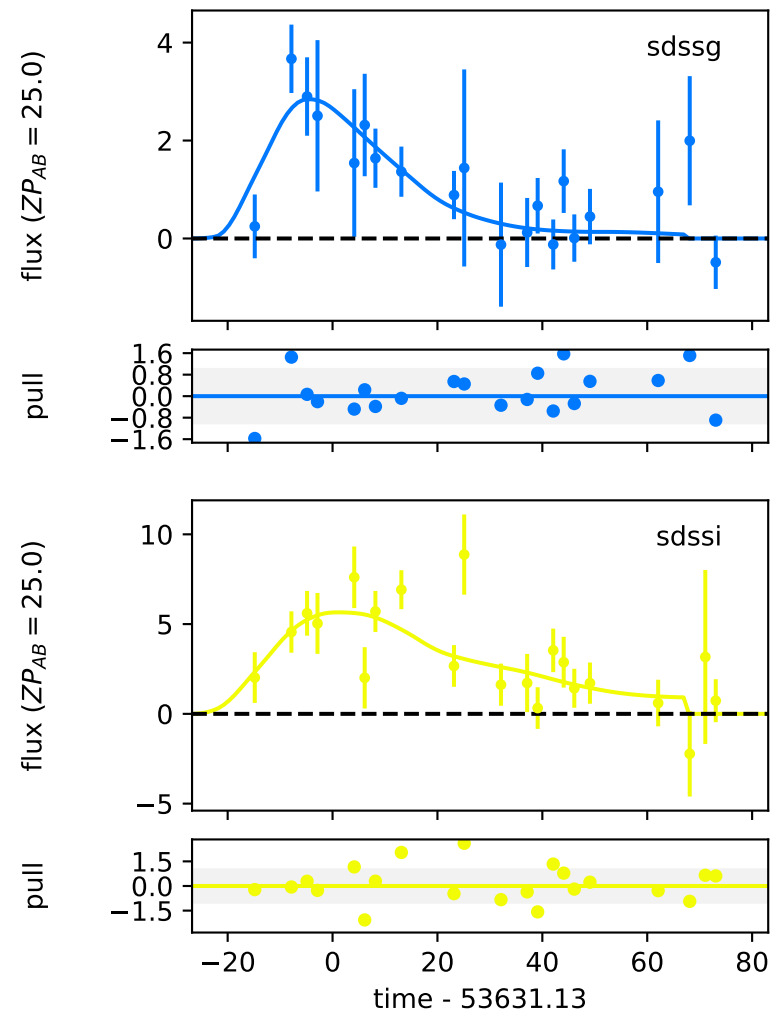 sdssg
flux (ZP_AB = 25.0)
4
2
0
pull
1.6
0.8
0.0
−0.8
−1.6
sdssi
flux (ZP_AB = 25.0)
10
5
0
−5
pull
1.5
0.0
−1.5
−20 0 20 40 60 80
time - 53631.13